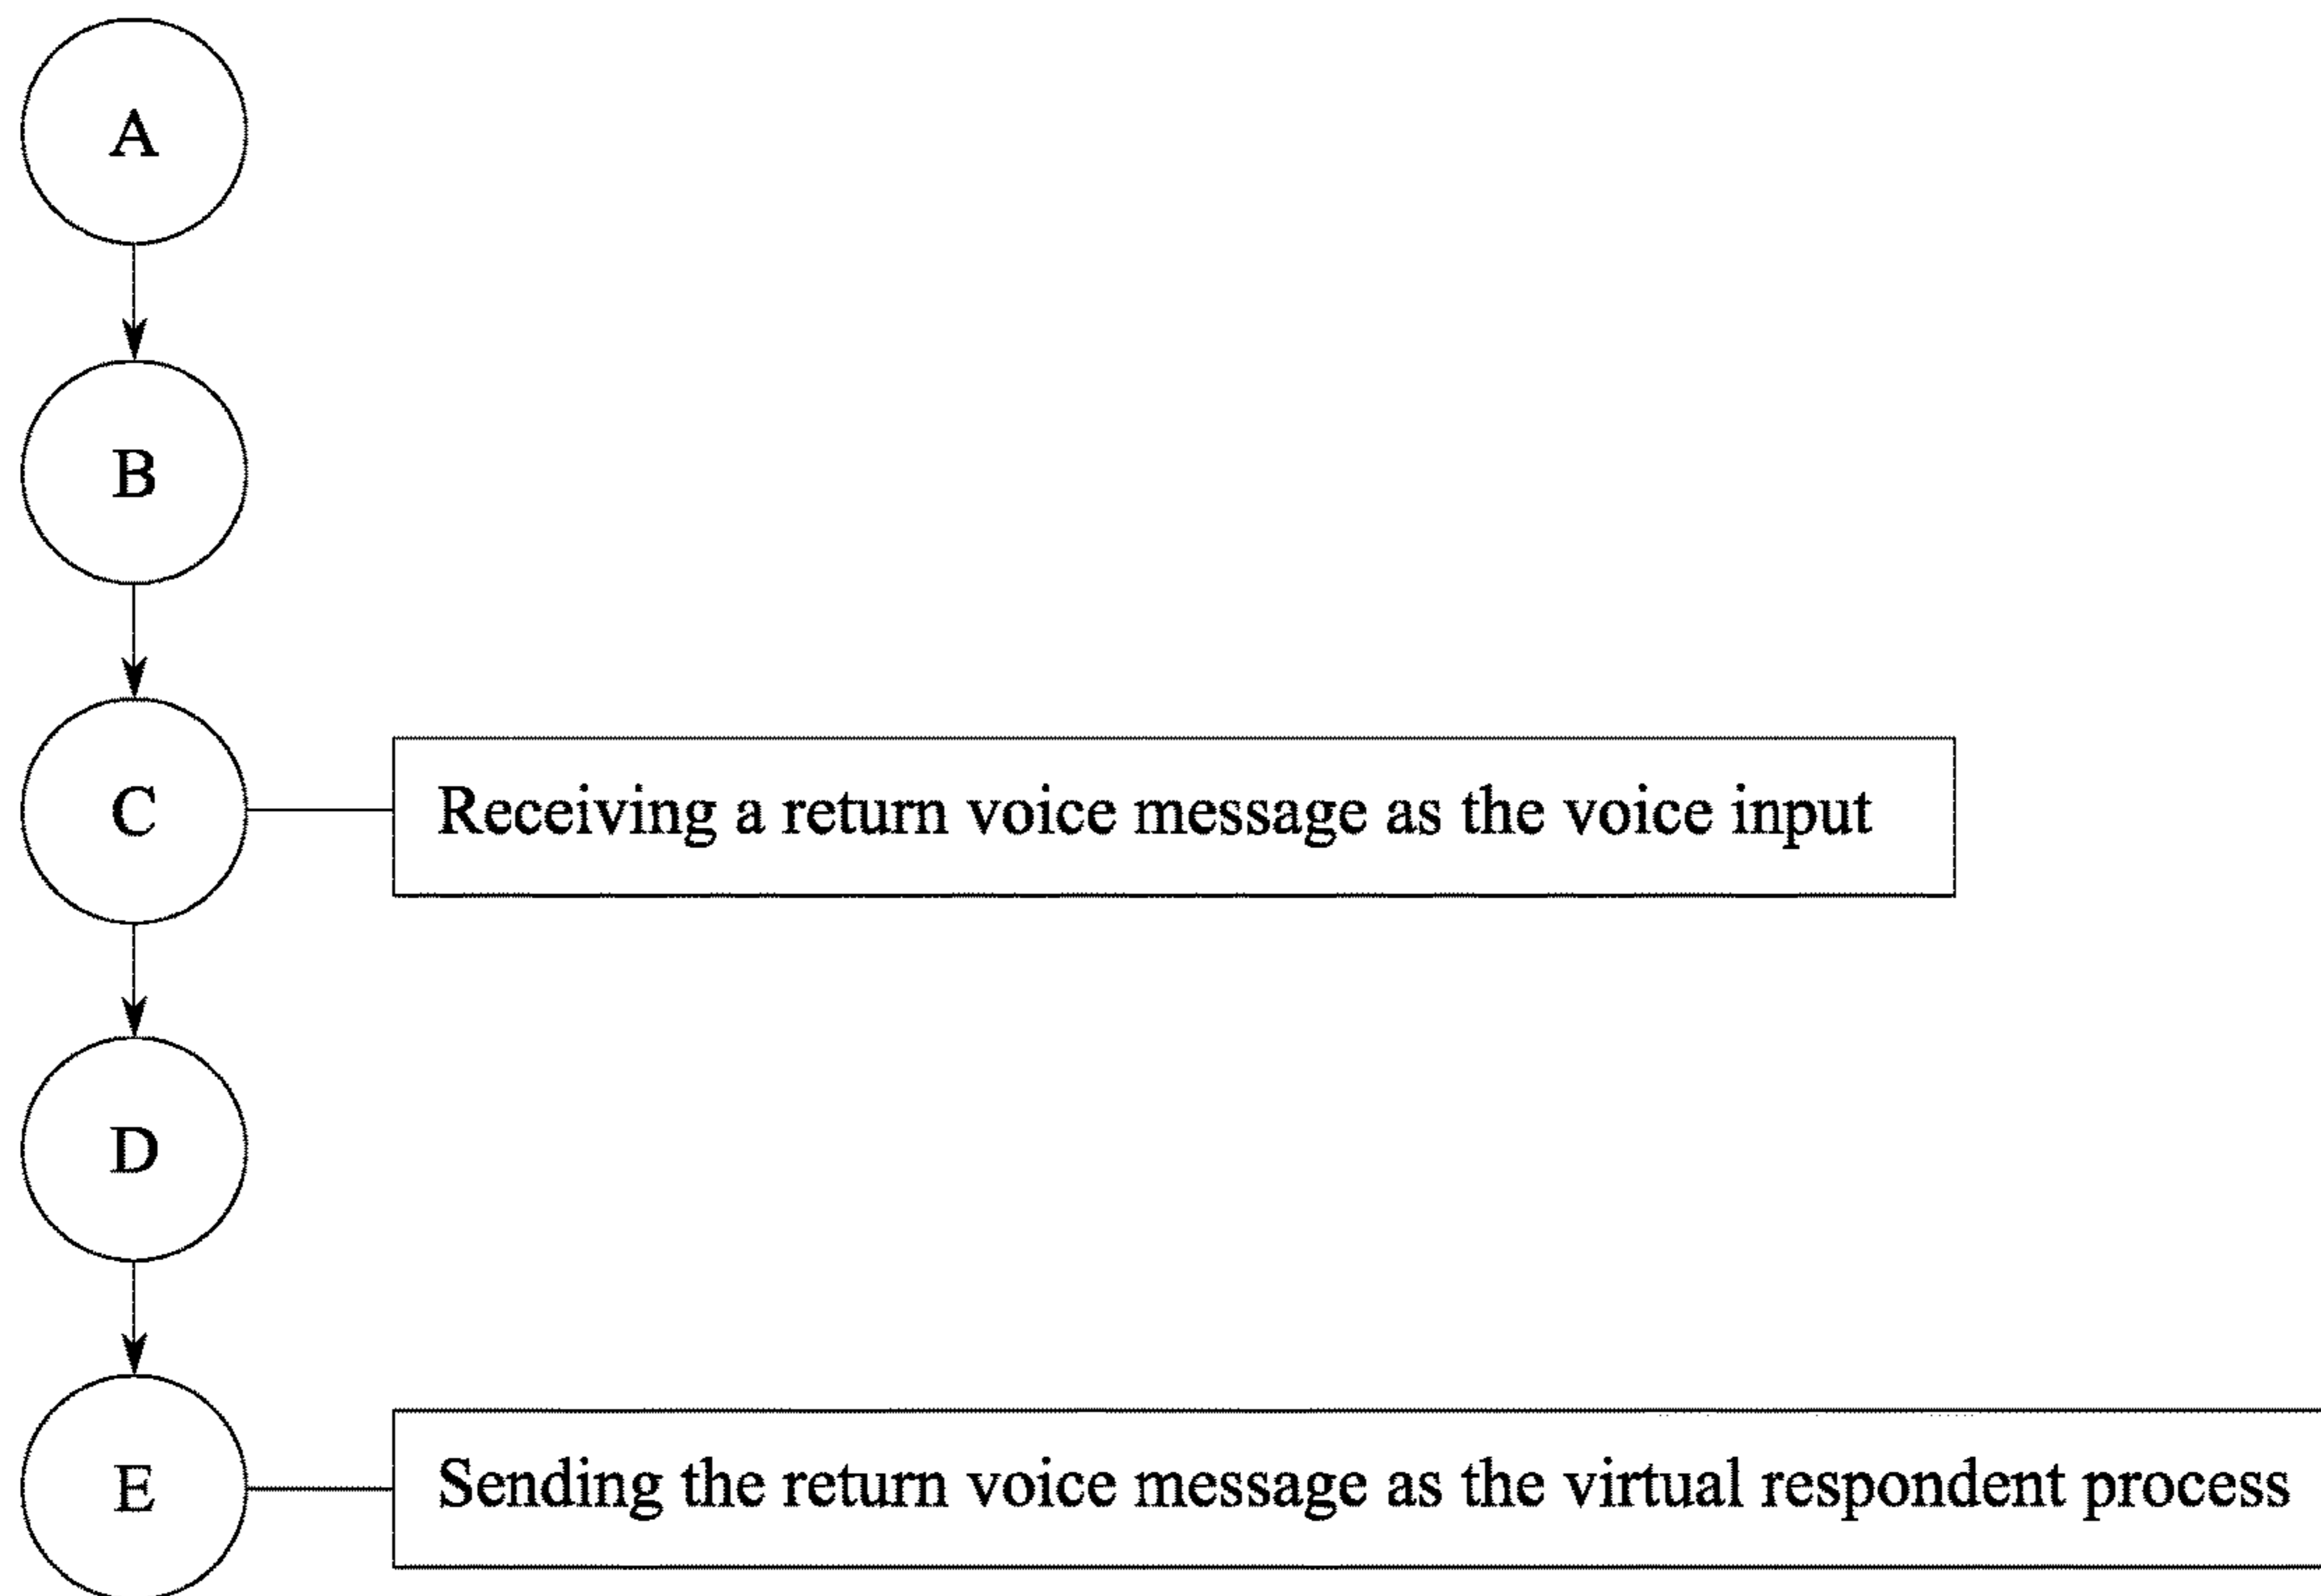 A
B
C
Receiving a return voice message as the voice input
D
E
Sending the return voice message as the virtual respondent process